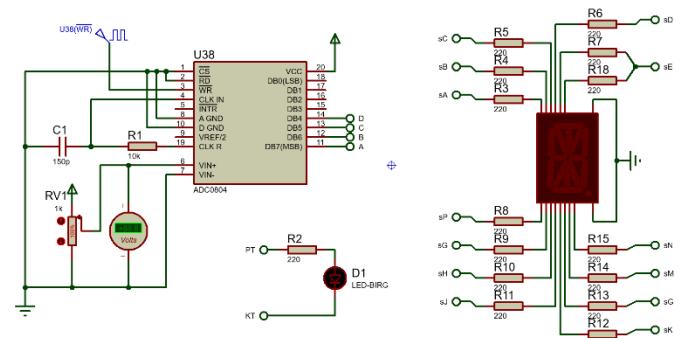 U38(WR)
U38
CS
RD
WR
CLK IN
INTR
A GND
D GND
VREF/2
CLK R
VIN+
VIN-
VCC
DB0(LSB)
DB1
DB2
DB3
DB4
DB5
DB6
DB7(MSB)
1
2
3
4
5
8
10
9
19
6
7
20
18
17
16
15
14
13
12
11
D
C
B
A
ADC0804
C1
150p
R1
10k
RV1
1k
Volts
PT
R2
220
D1
LED-BIRG
KT
sC
R5
220
sB
R4
220
sA
R3
220
R6
220
sD
R7
220
R18
220
sE
sP
R8
220
sG
R9
220
sH
R10
220
sJ
R11
220
R15
220
sN
R14
220
sM
R13
220
sG
R12
220
sK